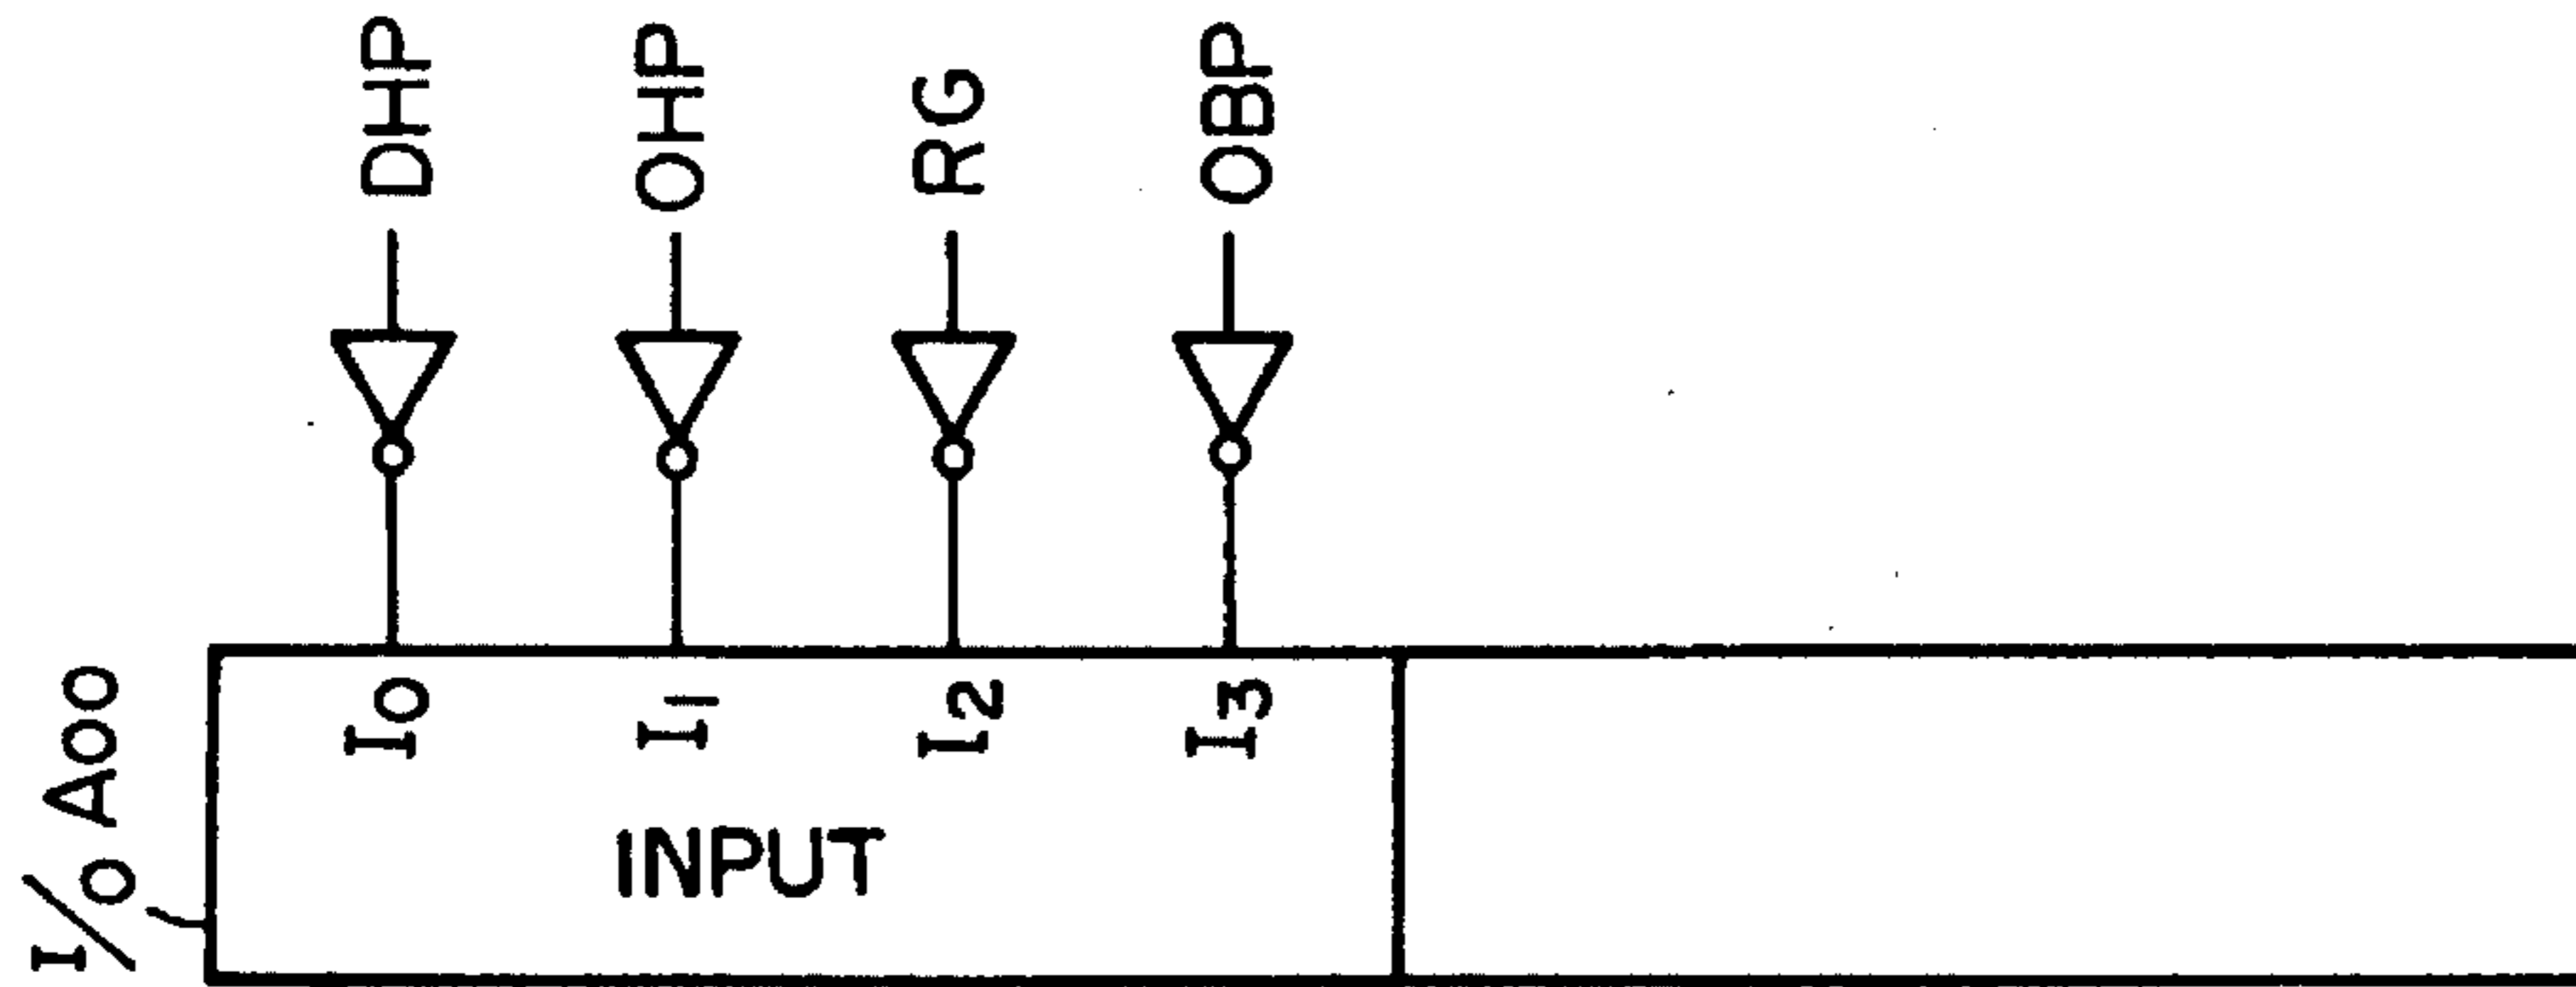 DHP
OHP
RG
OBP
I/O A00
I0
I1
I2
I3
INPUT